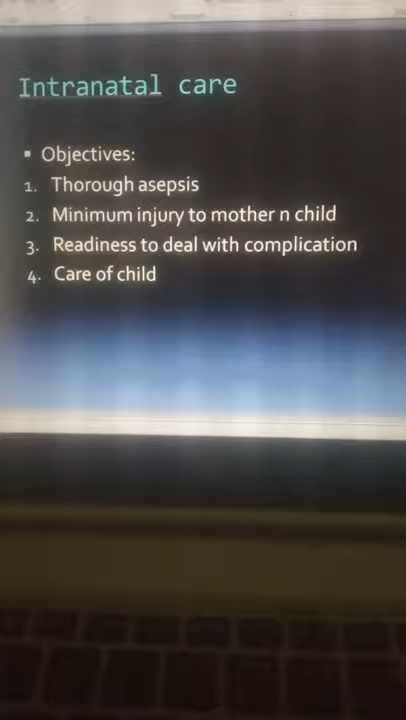 Intranatal care
▪ Objectives:
1. Thorough asepsis
2. Minimum injury to mother n child
3. Readiness to deal with complication
4. Care of child